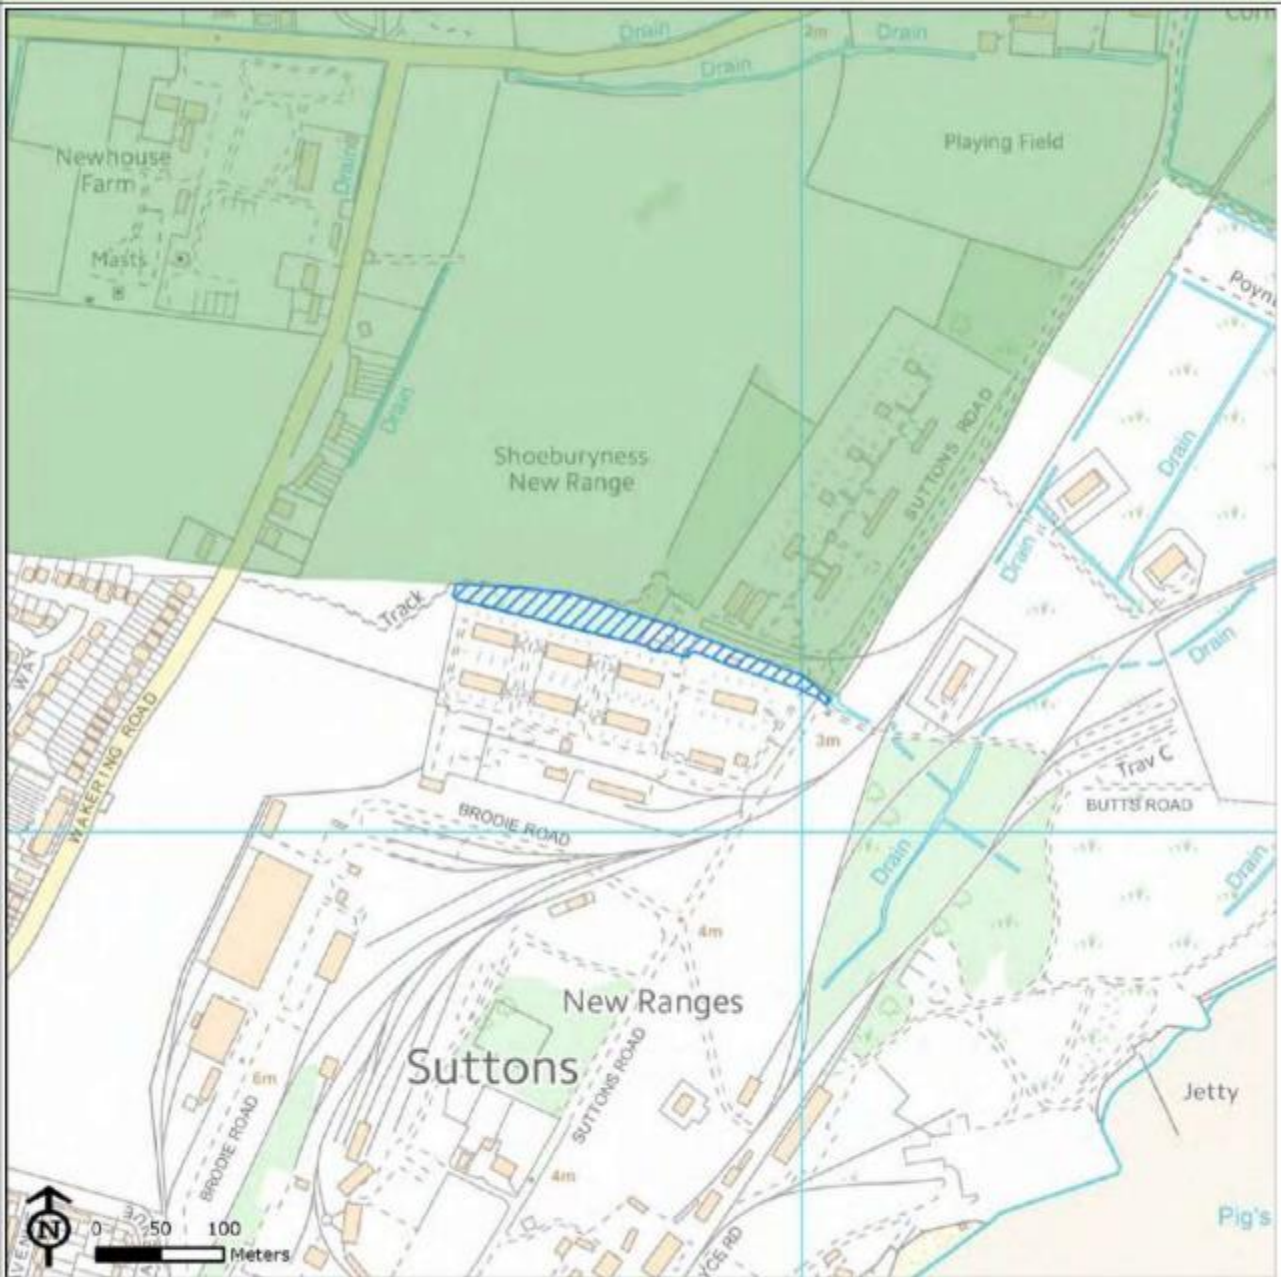 Drain
2m
Drain
Drain
Playing Field
Newhouse
Farm
Drain
Masts
Drain
SUTTONS ROAD
Shoeburyness
New Range
Drain
Drain
Track
Drain
WAY
WAKERING ROAD
3m
Trav C
BUTTS ROAD
BRODIE ROAD
Drain
Drain
4m
New Ranges
Suttons
SUTTONS ROAD
6m
Jetty
BRODIE ROAD
4m
Pig's
N
0 50 100
Meters